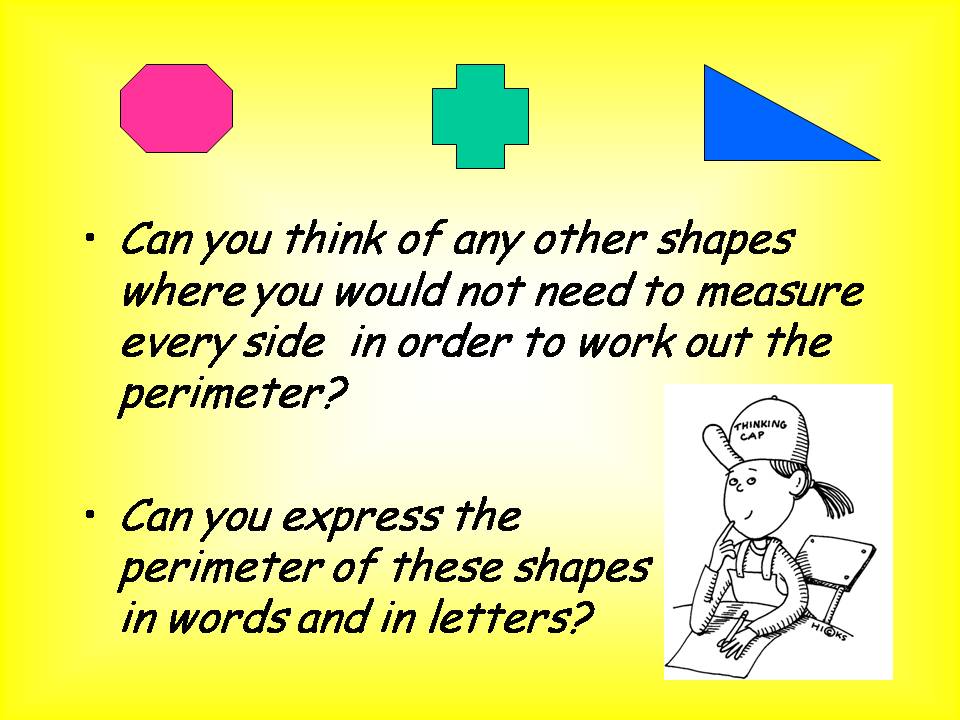 • Can you think of any other shapes
where you would not need to measure
every side in order to work out the
perimeter?
THINKING
CAP
• Can you express the
perimeter of these shapes
in words and in letters?
HICKS